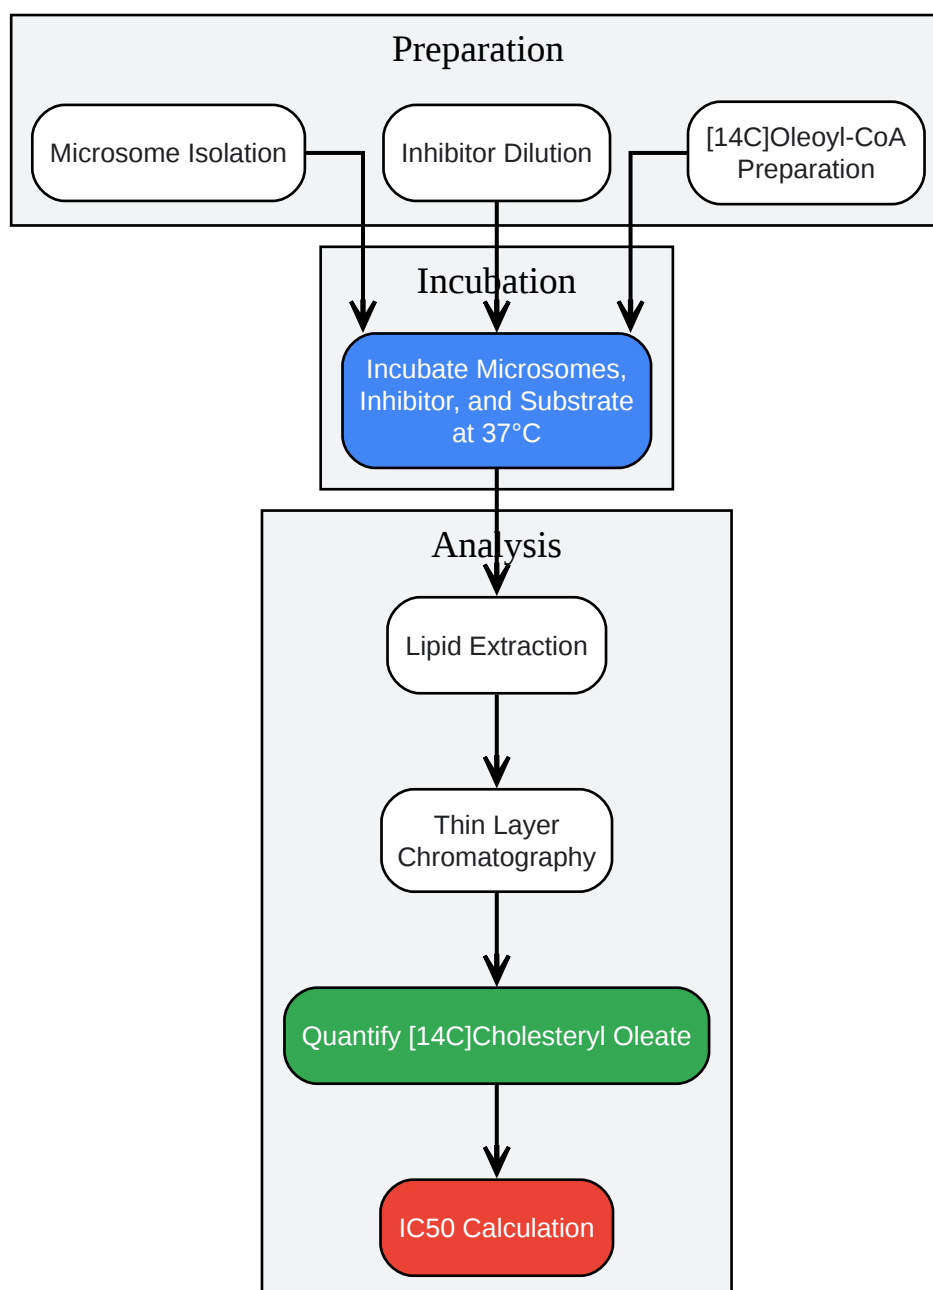 Preparation
Microsome Isolation
Inhibitor Dilution
[14C]Oleoyl-CoA
Preparation
Incubation
Incubate Microsomes,
Inhibitor, and Substrate
at 37°C
Analysis
Lipid Extraction
Thin Layer
Chromatography
Quantify [14C]Cholesteryl Oleate
IC50 Calculation